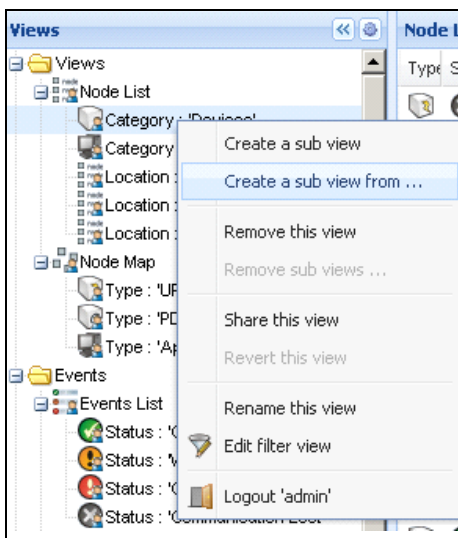 Views
Node L
Views
Type S
Node List
Category : 'Devices'
Category
Location :
Location :
Location :
Node Map
Type : 'UP
Type : 'PD
Type : 'Ap
Events
Events List
Status : 'C
Status : 'W
Status : 'C
Status : 'Communication Lost'
Create a sub view
Create a sub view from ...
Remove this view
Remove sub views ...
Share this view
Revert this view
Rename this view
Edit filter view
Logout 'admin'